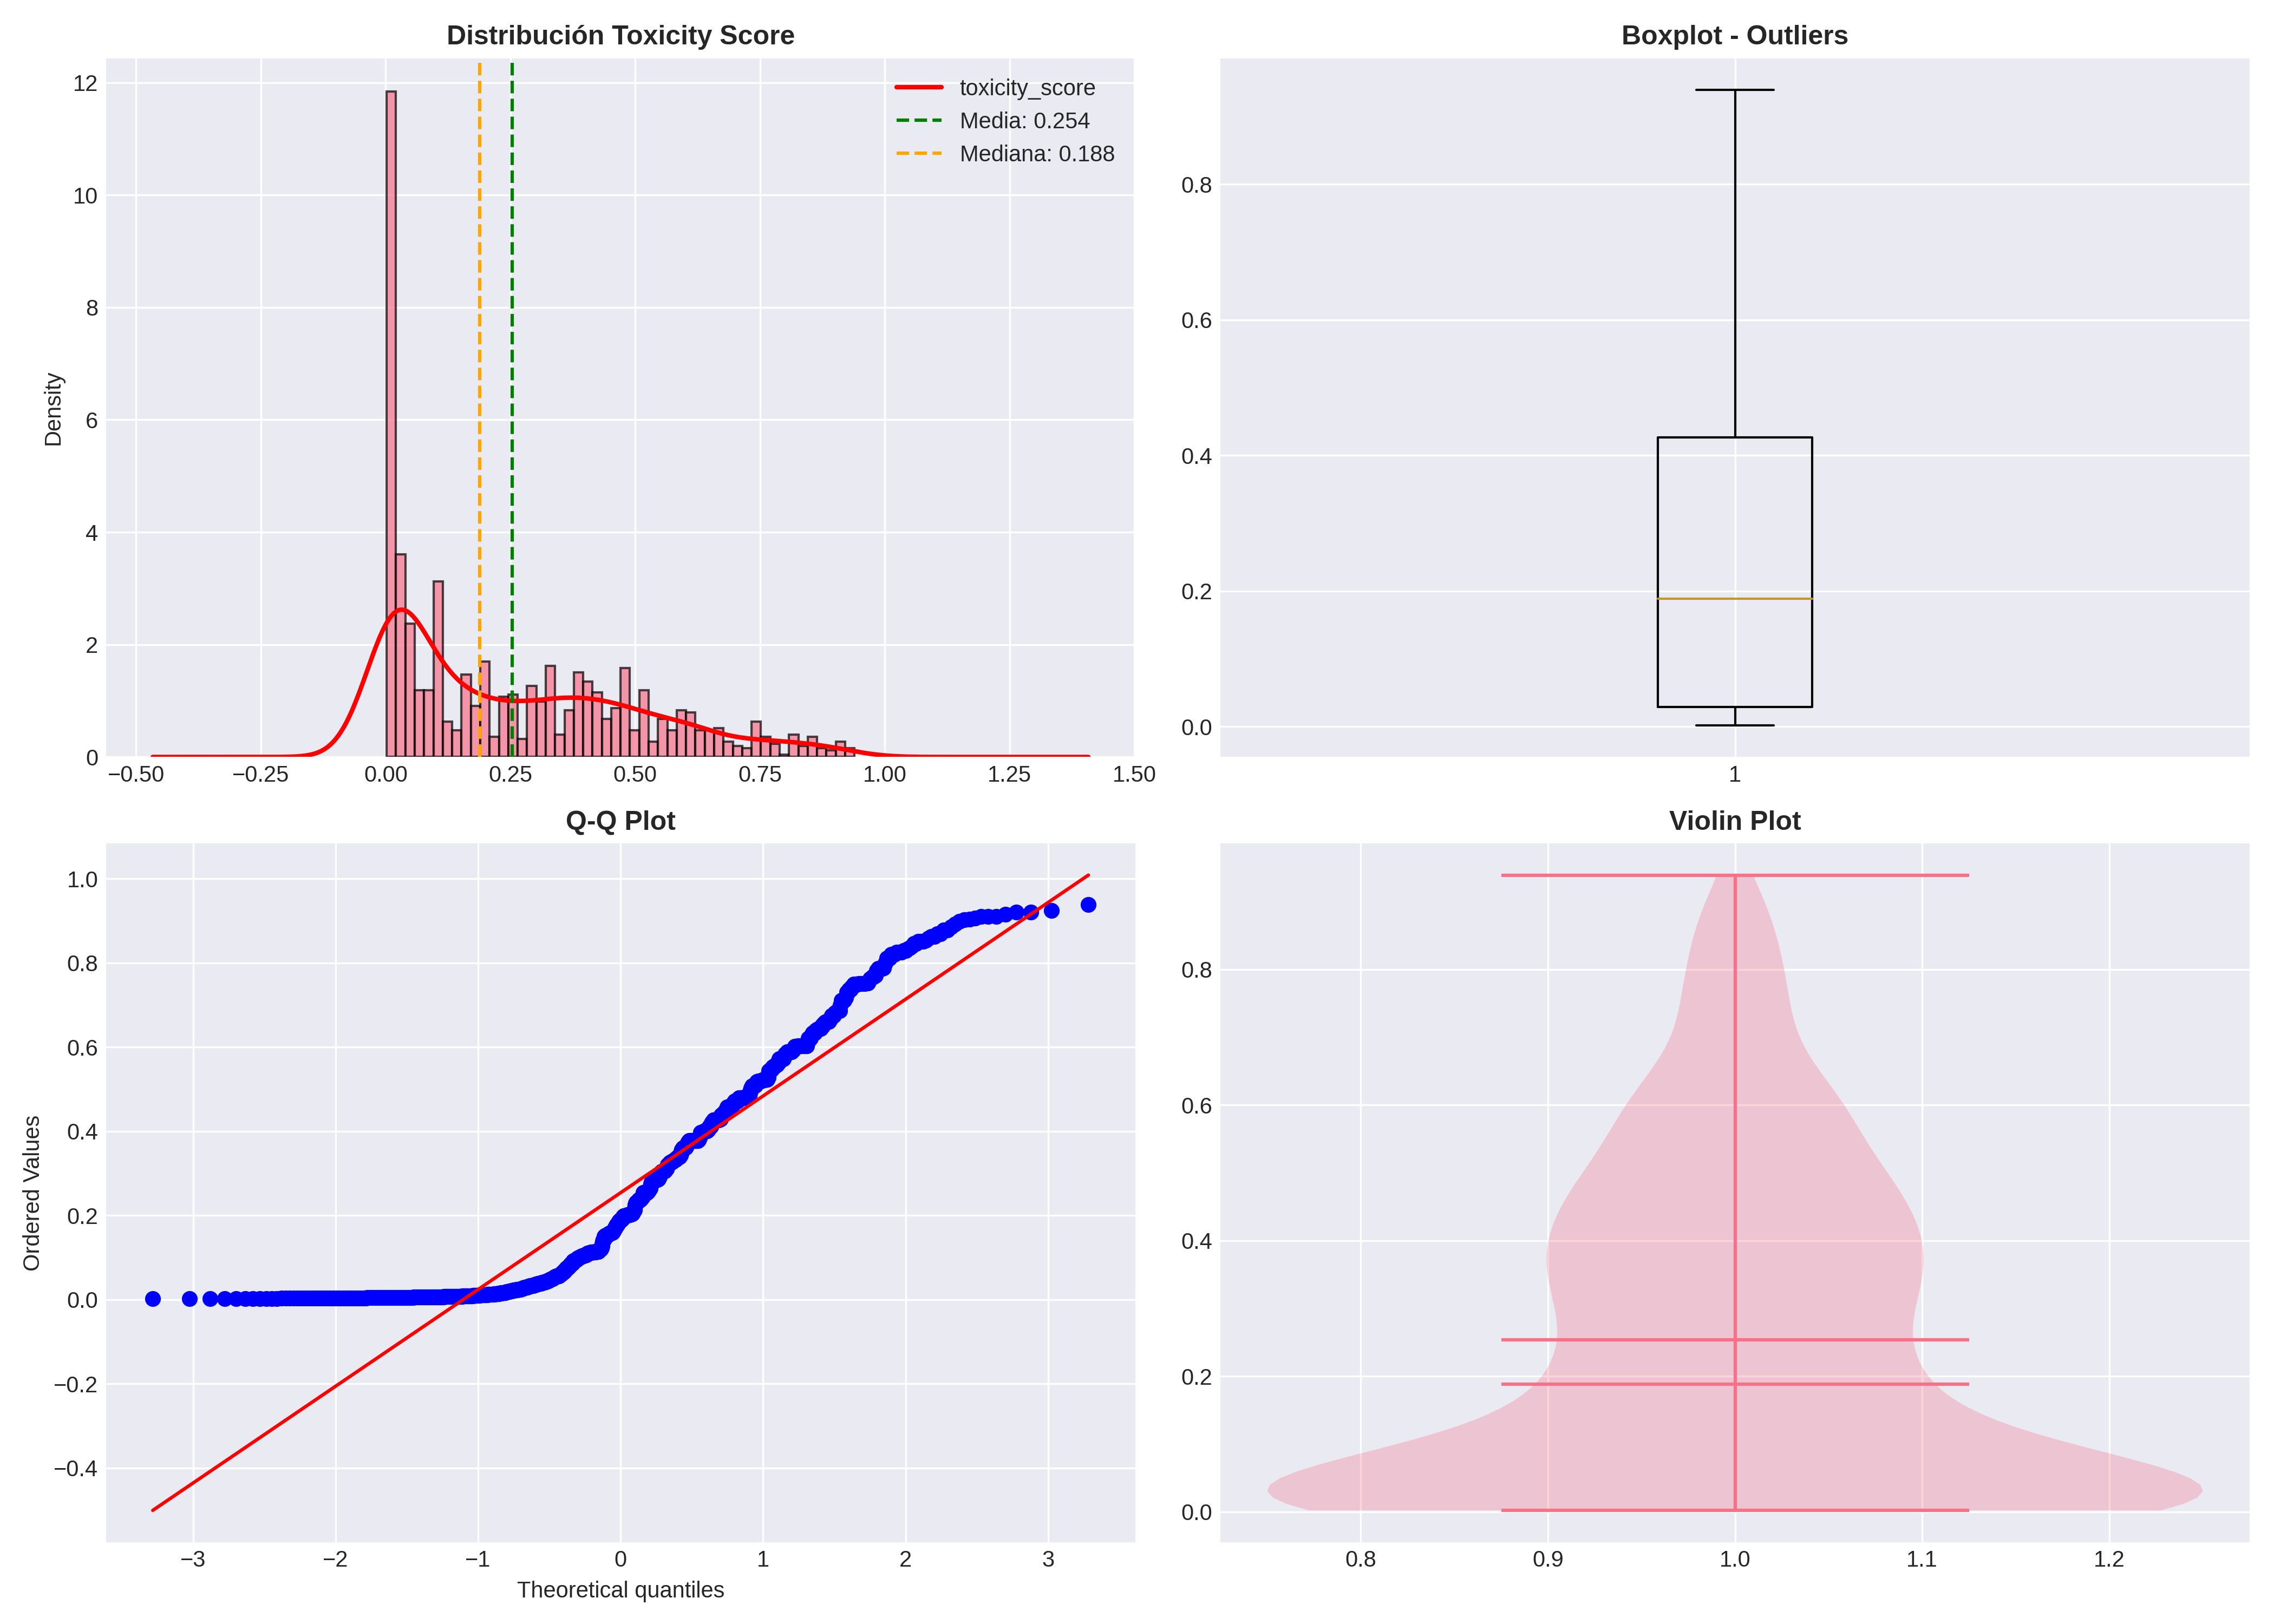 Distribución Toxicity Score
toxicity_score
Media: 0.254
Mediana: 0.188
Density
12
10
8
6
4
2
0
−0.50 −0.25 0.00 0.25 0.50 0.75 1.00 1.25 1.50
Boxplot - Outliers
0.8
0.6
0.4
0.2
0.0
1
Q-Q Plot
Ordered Values
1.0
0.8
0.6
0.4
0.2
0.0
−0.2
−0.4
−3 −2 −1 0 1 2 3
Theoretical quantiles
Violin Plot
0.8
0.6
0.4
0.2
0.0
0.8 0.9 1.0 1.1 1.2